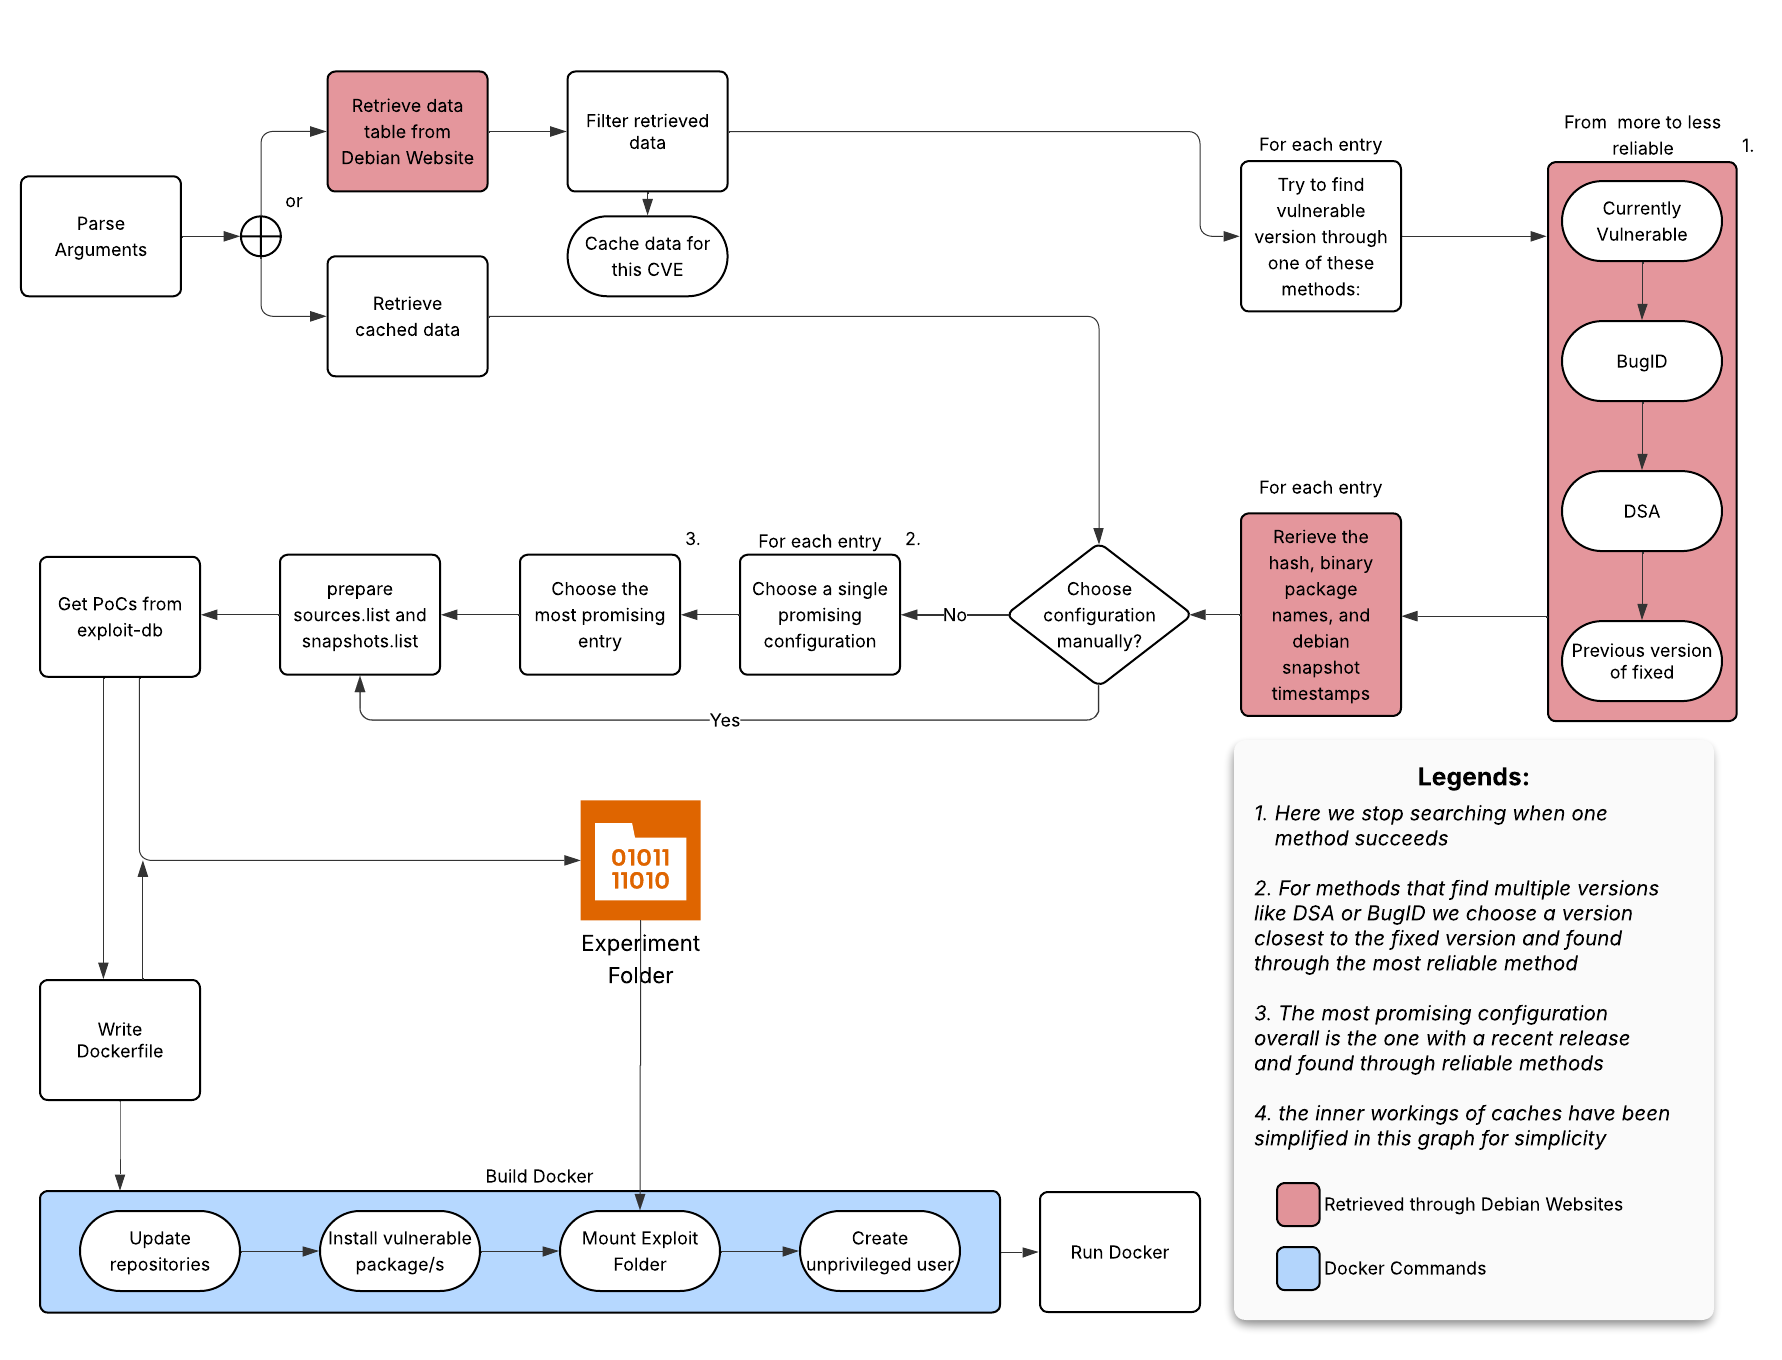 Parse
Arguments
or
Retrieve data
table from
Debian Website
Filter retrieved
data
Cache data for
this CVE
Retrieve
cached data
For each entry
Try to find
vulnerable
version through
one of these
methods:
From  more to less
reliable
1.
Currently
Vulnerable
BugID
DSA
Previous version
of fixed
For each entry
Rerieve the
hash, binary
package
names, and
debian
snapshot
timestamps
Choose
configuration
manually?
No
Yes
For each entry
2.
Choose a single
promising
configuration
3.
Choose the
most promising
entry
prepare
sources.list and
snapshots.list
Get PoCs from
exploit-db
01011
11010
Experiment
Folder
Write
Dockerfile
Build Docker
Update
repositories
Install vulnerable
package/s
Mount Exploit
Folder
Create
unprivileged user
Run Docker
Legends:
1. Here we stop searching when one
method succeeds
2. For methods that find multiple versions
like DSA or BugID we choose a version
closest to the fixed version and found
through the most reliable method
3. The most promising configuration
overall is the one with a recent release
and found through reliable methods
4. the inner workings of caches have been
simplified in this graph for simplicity
Retrieved through Debian Websites
Docker Commands